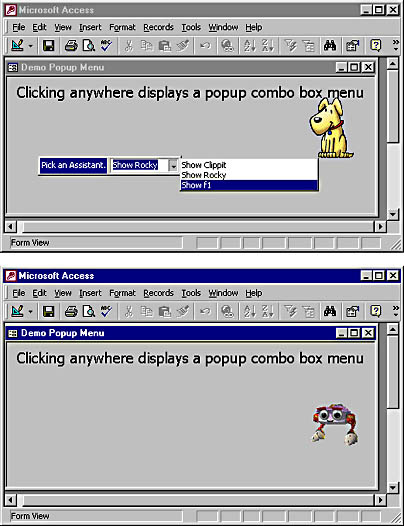 Microsoft Access
File Edit View Insert Format Records Tools Window Help
Demo Popup Menu
Clicking anywhere displays a popup combo box menu
Pick an Assistant. Show Rocky Show Clippit
Show Rocky
Show f1
Form View
Microsoft Access
File Edit View Insert Format Records Tools Window Help
Demo Popup Menu
Clicking anywhere displays a popup combo box menu
Form View